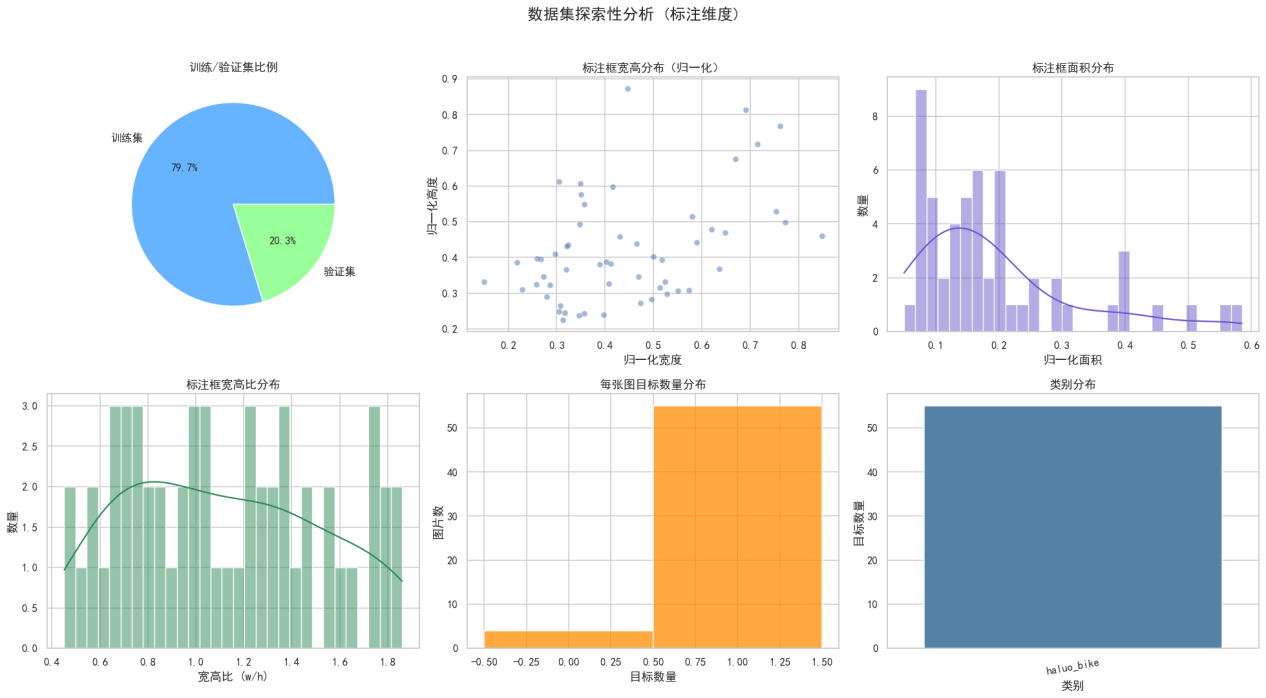 数据集探索性分析 (标注维度)
训练/验证集比例
训练集
79.7%
20.3%
验证集
标注框宽高分布（归一化）
归一化高度
0.9
0.8
0.7
0.6
0.5
0.4
0.3
0.2
0.2 0.3 0.4 0.5 0.6 0.7 0.8
归一化宽度
标注框面积分布
数量
8
6
4
2
0
0.1 0.2 0.3 0.4 0.5 0.6
归一化面积
标注框宽高比分布
数量
3.0
2.5
2.0
1.5
1.0
0.5
0.0
0.4 0.6 0.8 1.0 1.2 1.4 1.6 1.8
宽高比 (w/h)
每张图目标数量分布
图片数
50
40
30
20
10
0
-0.50 -0.25 0.00 0.25 0.50 0.75 1.00 1.25 1.50
目标数量
类别分布
目标数量
50
40
30
20
10
0
haluo_bike
类别